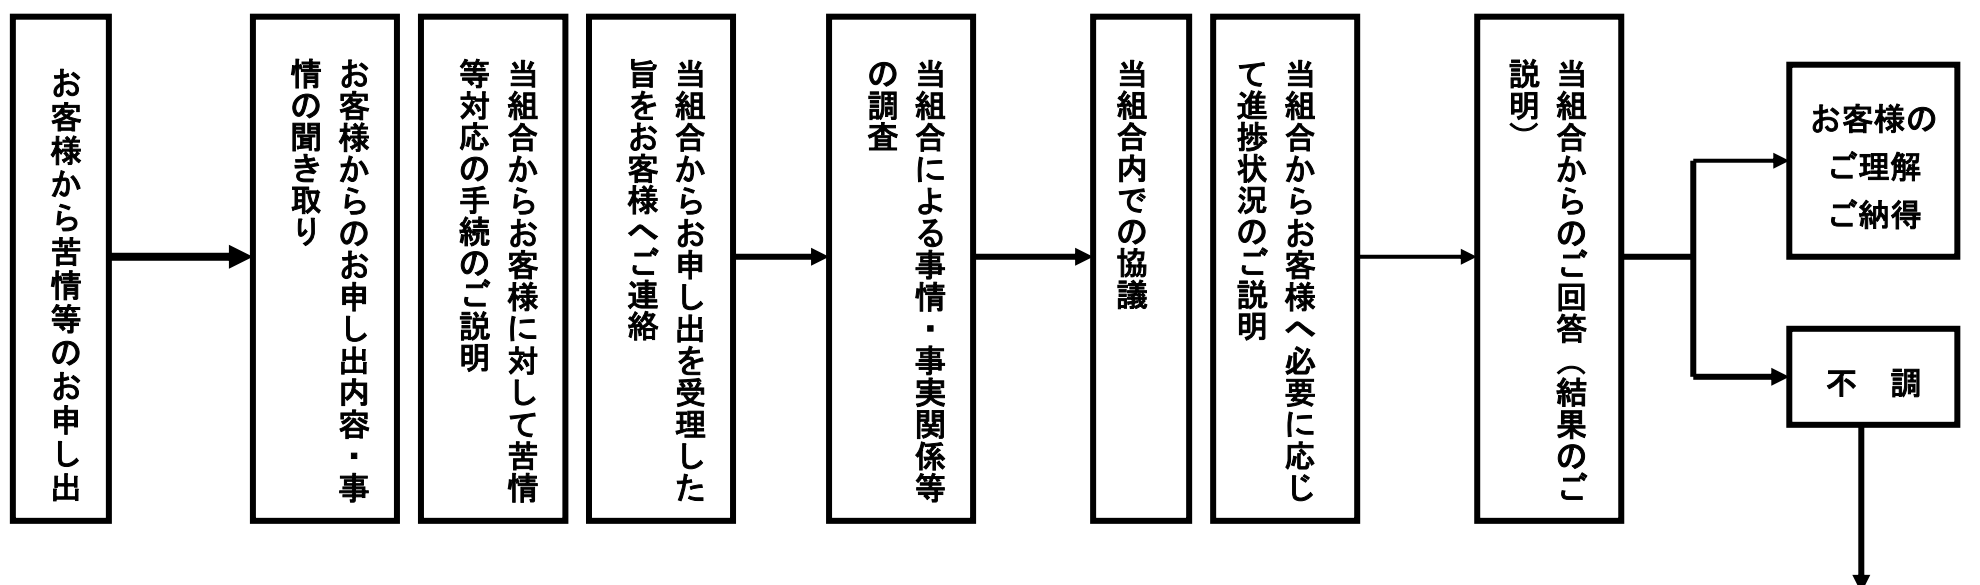 お客様から苦情等のお申し出
お客様からのお申し出内容・事
情の聞き取り
当組合からお客様に対して苦情
等対応の手続のご説明
当組合からお申し出を受理した
旨をお客様へご連絡
当組合による事情・事実関係等
の調査
当組合内での協議
当組合からお客様へ必要に応じ
て進捗状況のご説明
当組合からのご回答（結果のご
説明）
お客様の
ご理解
ご納得
不　調